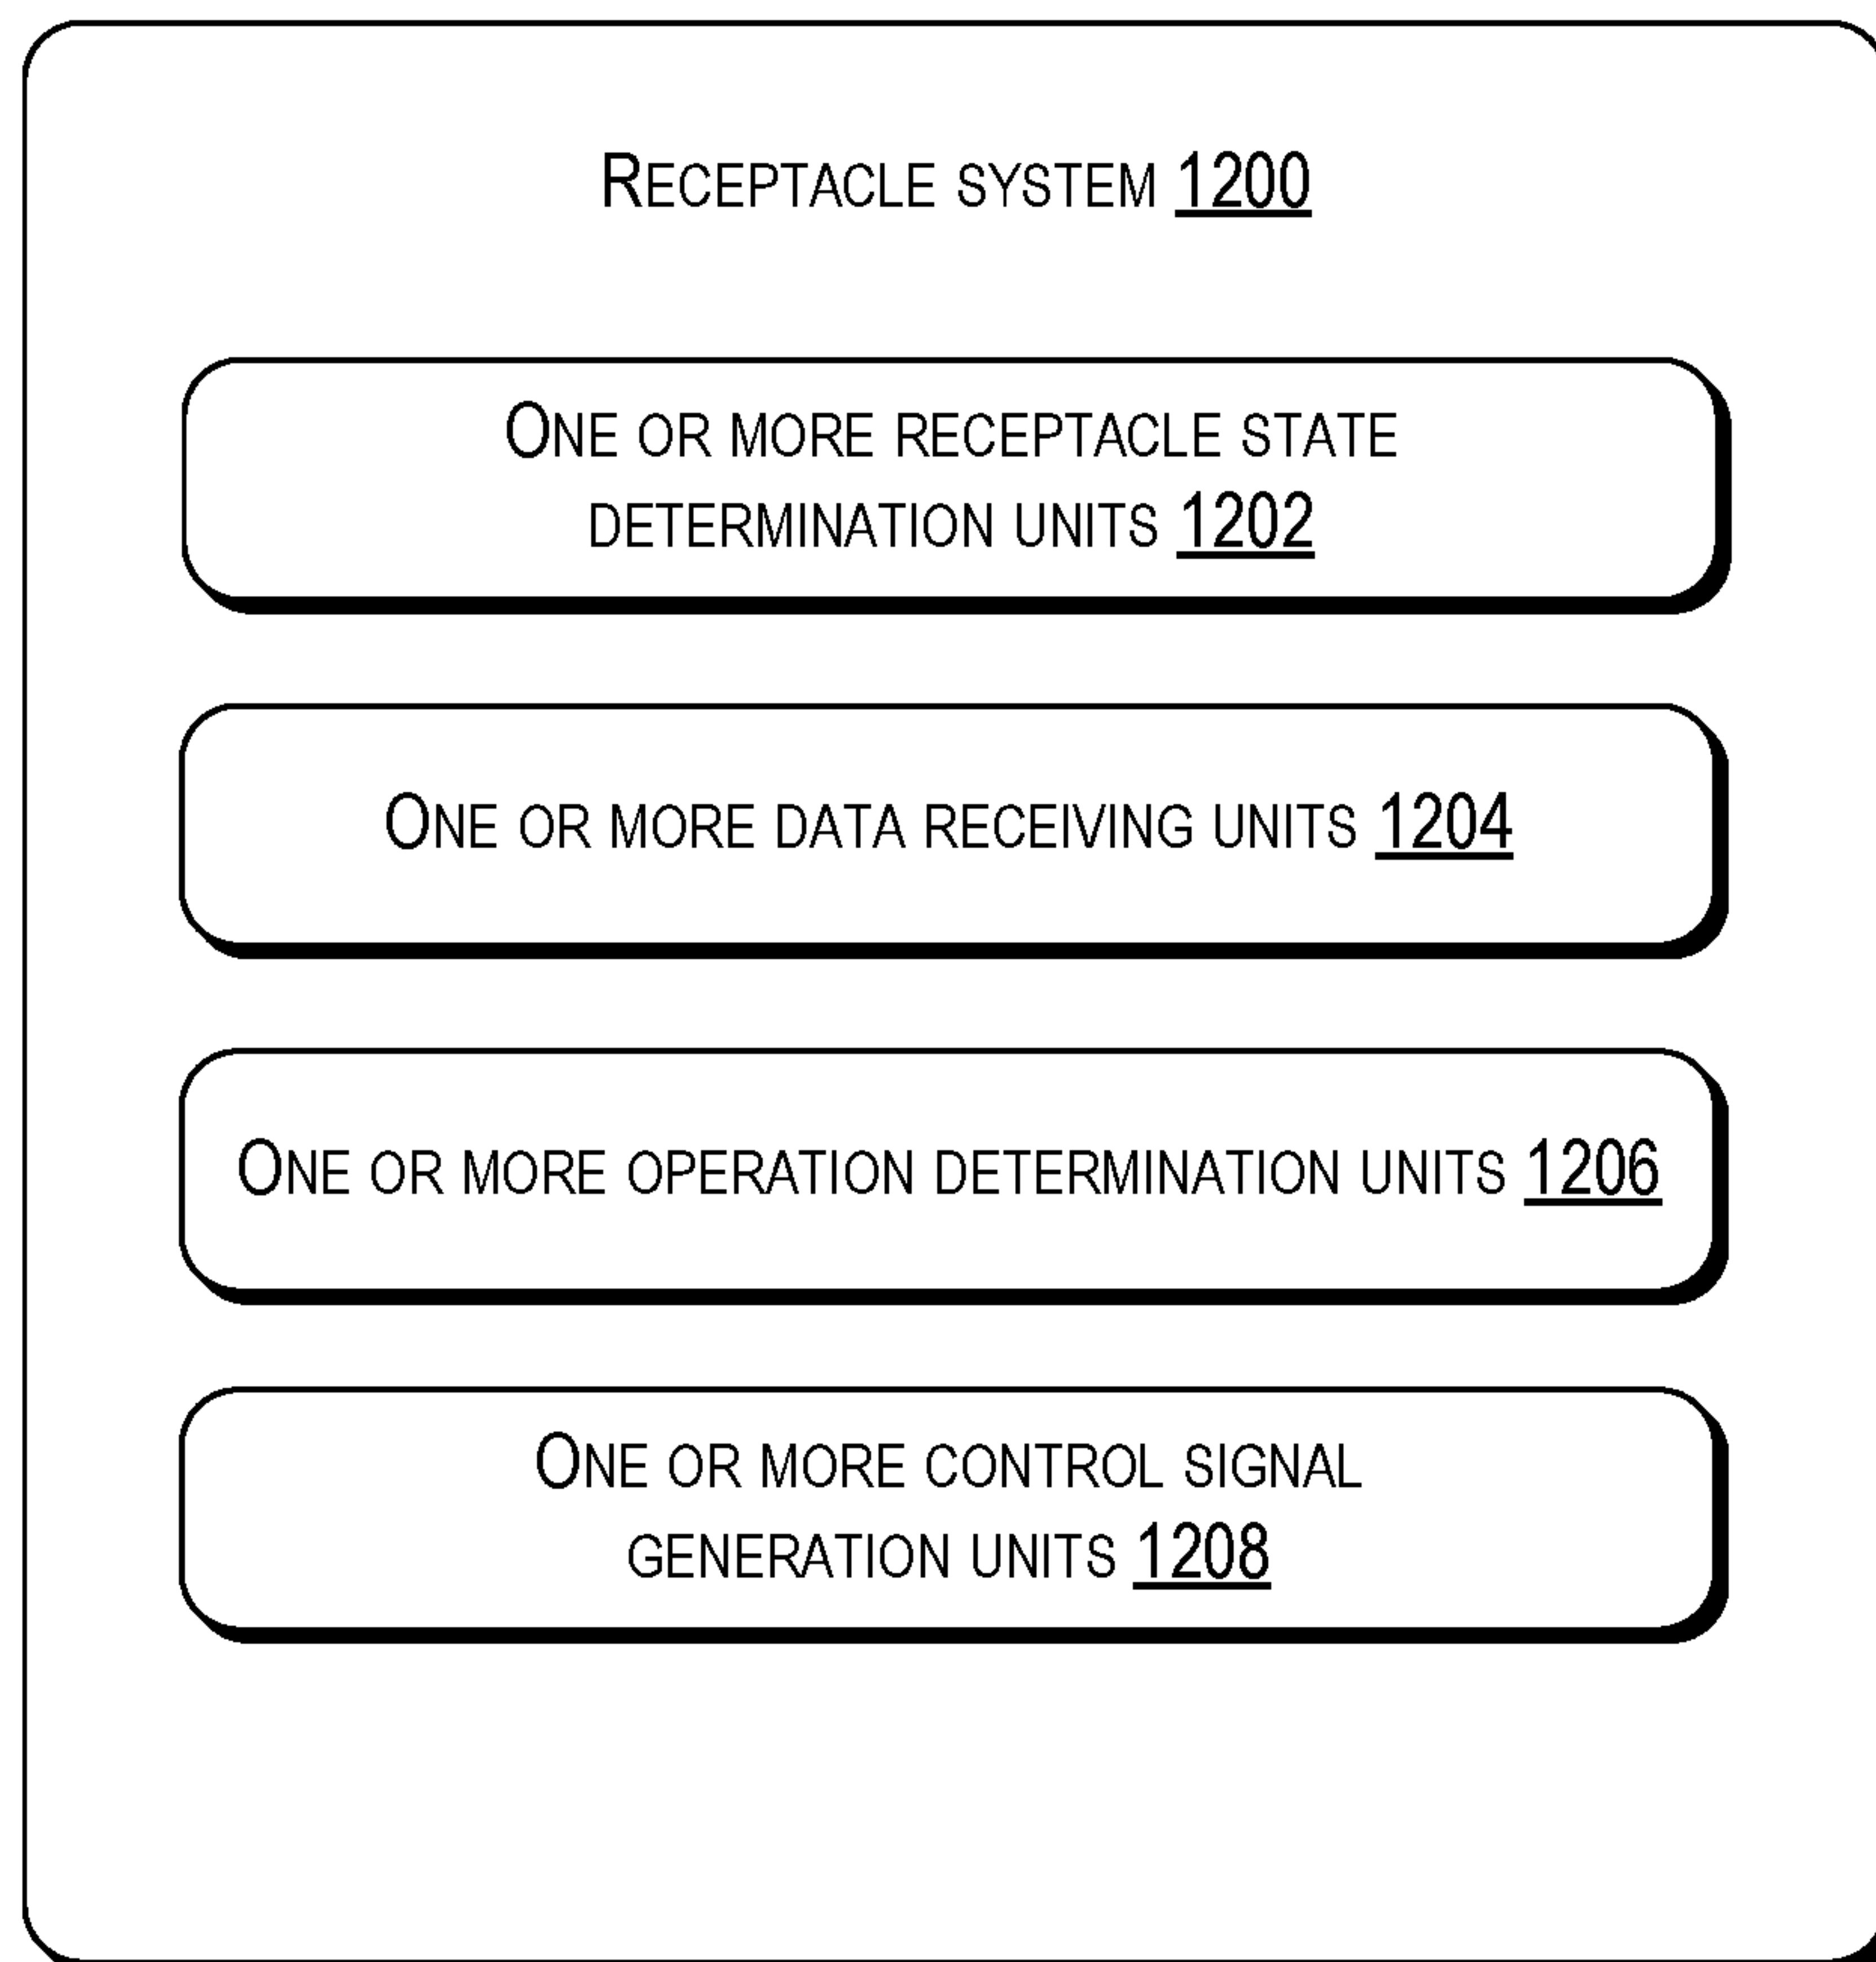 Receptacle system 1200
One or more receptacle state
determination units 1202
One or more data receiving units 1204
One or more operation determination units 1206
One or more control signal
generation units 1208